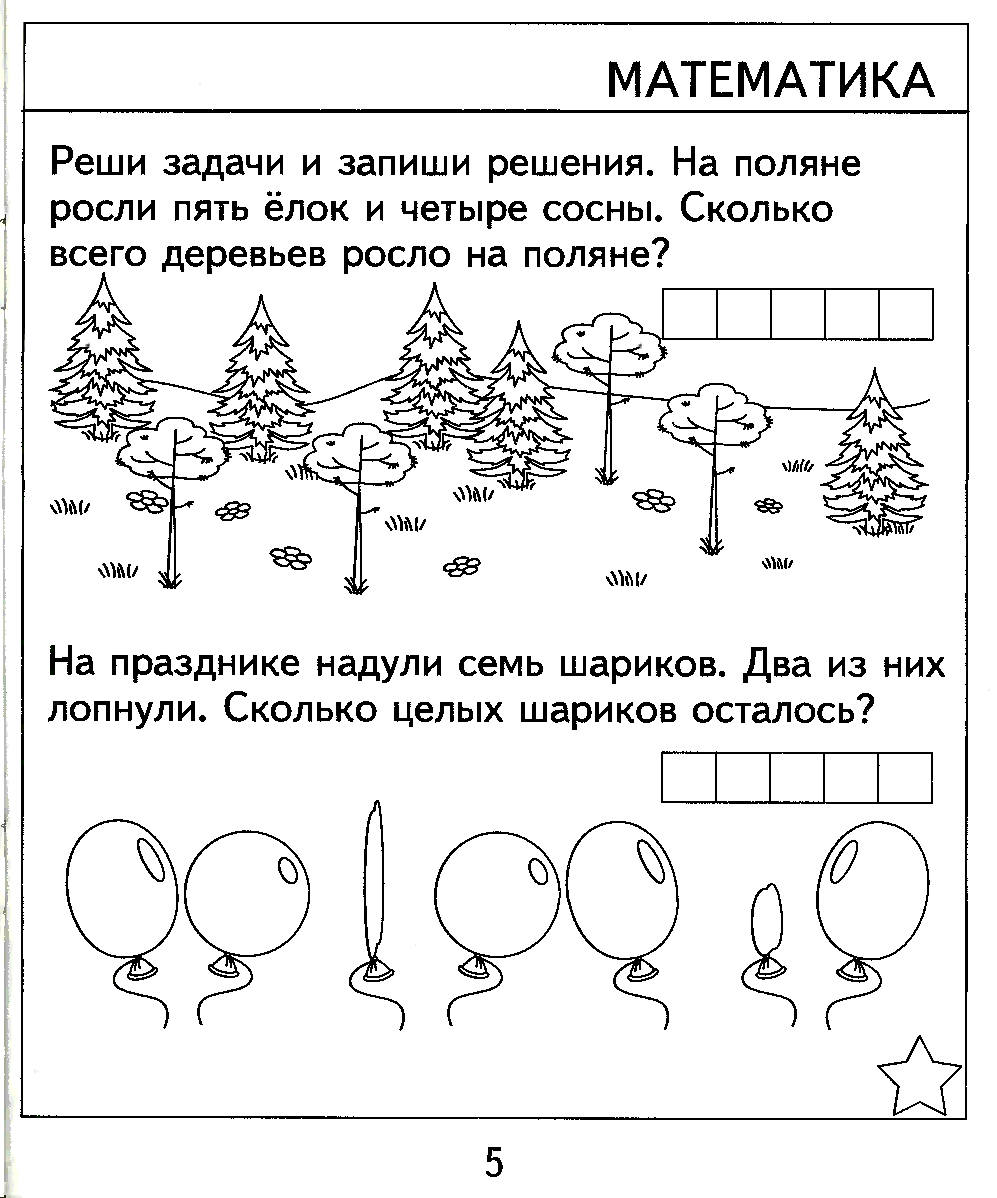 МАТЕМАТИКА
Реши задачи и запиши решения. На поляне
росли пять ёлок и четыре сосны. Сколько
всего деревьев росло на поляне?
На празднике надули семь шариков. Два из них
лопнули. Сколько целых шариков осталось?
5